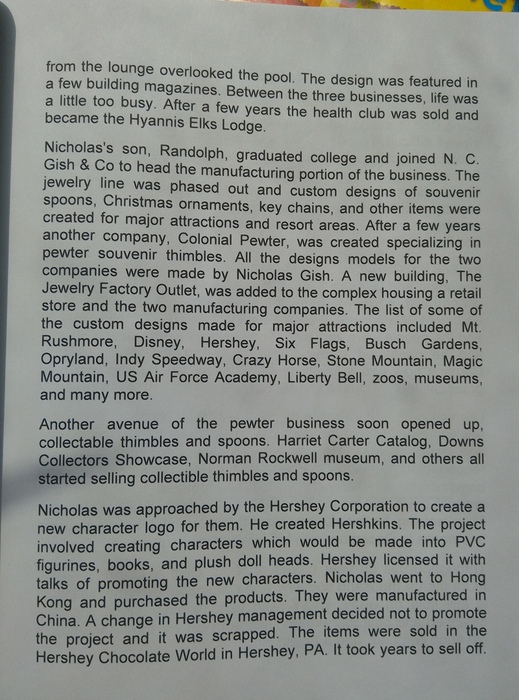 from the lounge overlooked the pool. The design was featured in
a few building magazines. Between the three businesses, life was
a little too busy. After a few years the health club was sold and
became the Hyannis Elks Lodge.
Nicholas's son, Randolph, graduated college and joined N. C.
Gish & Co to head the manufacturing portion of the business. The
jewelry line was phased out and custom designs of souvenir
spoons, Christmas ornaments, key chains, and other items were
created for major attractions and resort areas. After a few years
another company, Colonial Pewter, was created specializing in
pewter souvenir thimbles. All the designs models for the two
companies were made by Nicholas Gish. A new building, The
Jewelry Factory Outlet, was added to the complex housing a retail
store and the two manufacturing companies. The list of some of
the custom designs made for major attractions included Mt.
Rushmore, Disney, Hershey, Six Flags, Busch Gardens,
Opryland, Indy Speedway, Crazy Horse, Stone Mountain, Magic
Mountain, US Air Force Academy, Liberty Bell, zoos, museums,
and many more.
Another avenue of the pewter business soon opened up,
collectable thimbles and spoons. Harriet Carter Catalog, Downs
Collectors Showcase, Norman Rockwell museum, and others all
started selling collectible thimbles and spoons.
Nicholas was approached by the Hershey Corporation to create a
new character logo for them. He created Hershkins. The project
involved creating characters which would be made into PVC
figurines, books, and plush doll heads. Hershey licensed it with
talks of promoting the new characters. Nicholas went to Hong
Kong and purchased the products. They were manufactured in
China. A change in Hershey management decided not to promote
the project and it was scrapped. The items were sold in the
Hershey Chocolate World in Hershey, PA. It took years to sell off.